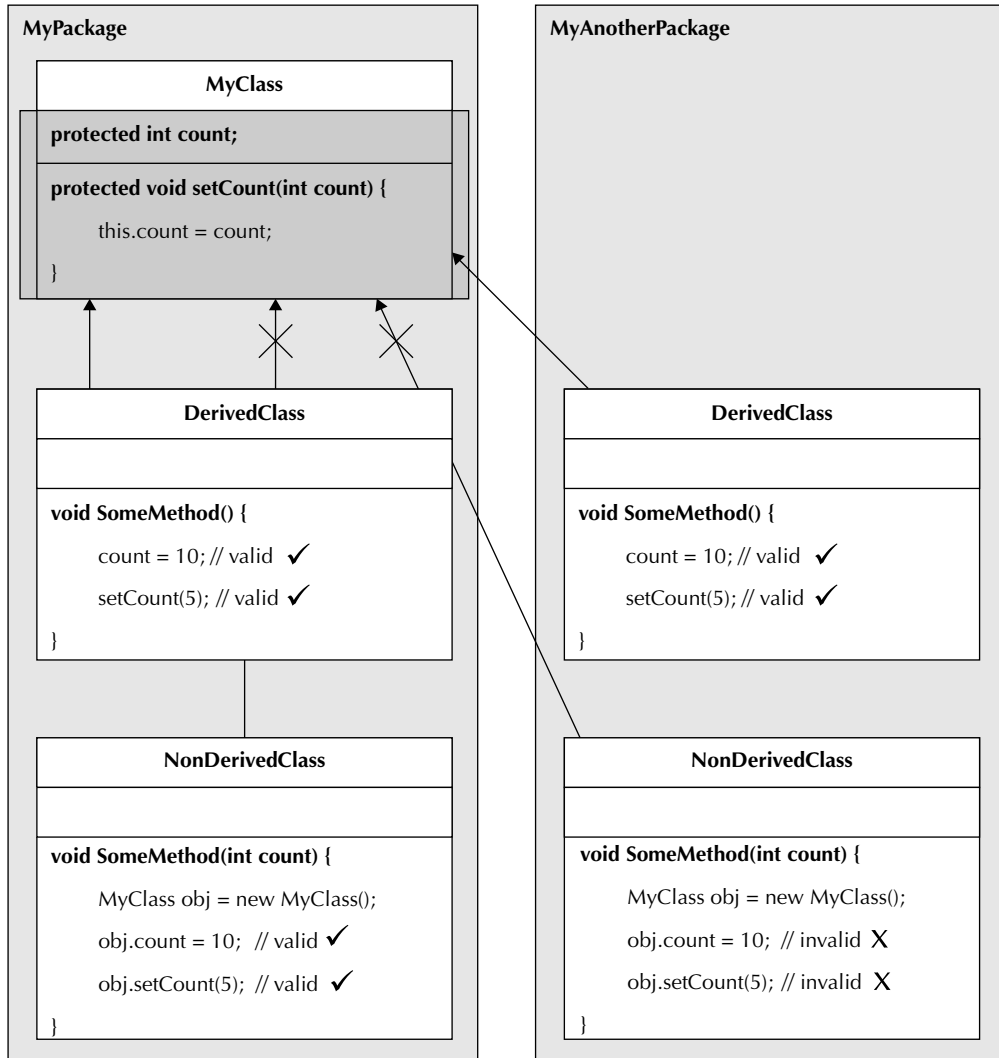 MyPackage
MyClass
protected int count;
protected void setCount(int count) {
this.count = count;
}
DerivedClass
void SomeMethod() {
count = 10; // valid ✓
setCount(5); // valid ✓
}
NonDerivedClass
void SomeMethod(int count) {
MyClass obj = new MyClass();
obj.count = 10; // valid ✓
obj.setCount(5); // valid ✓
}
MyAnotherPackage
DerivedClass
void SomeMethod() {
count = 10; // valid ✓
setCount(5); // valid ✓
}
NonDerivedClass
void SomeMethod(int count) {
MyClass obj = new MyClass();
obj.count = 10; // invalid X
obj.setCount(5); // invalid X
}